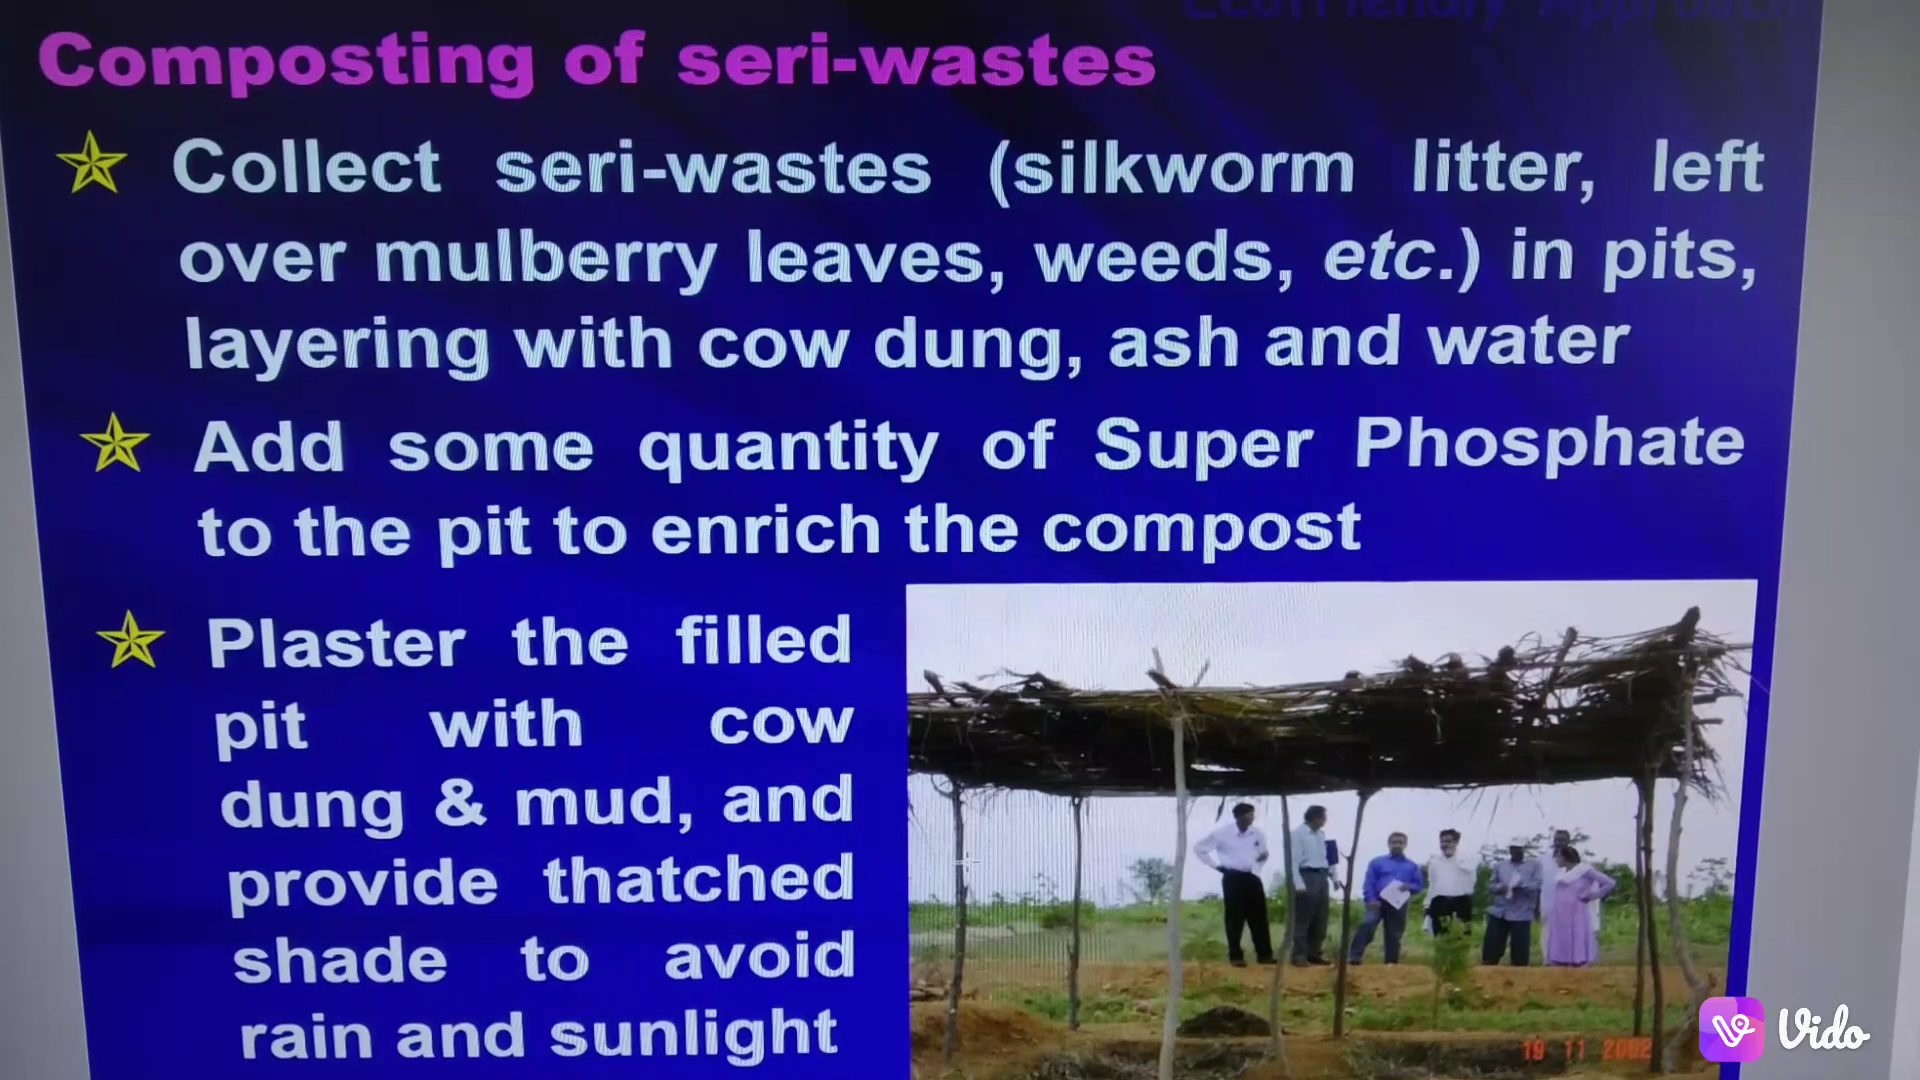 Ecofriendly Approach
Composting of seri-wastes
Collect seri-wastes (silkworm litter, left
over mulberry leaves, weeds, etc.) in pits,
layering with cow dung, ash and water
Add some quantity of Super Phosphate
to the pit to enrich the compost
Plaster the filled
pit with cow
dung & mud, and
provide thatched
shade to avoid
rain and sunlight
19 11 2002
Vido